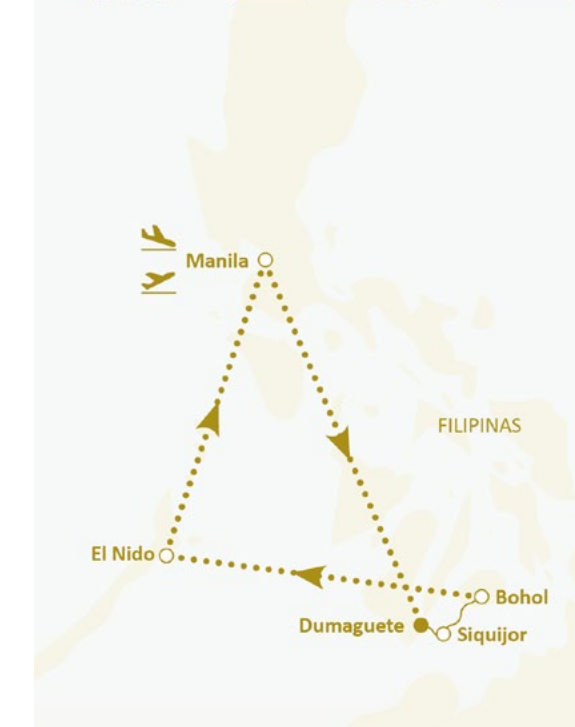 Manila
FILIPINAS
El Nido
Bohol
Dumaguete
Siquijor